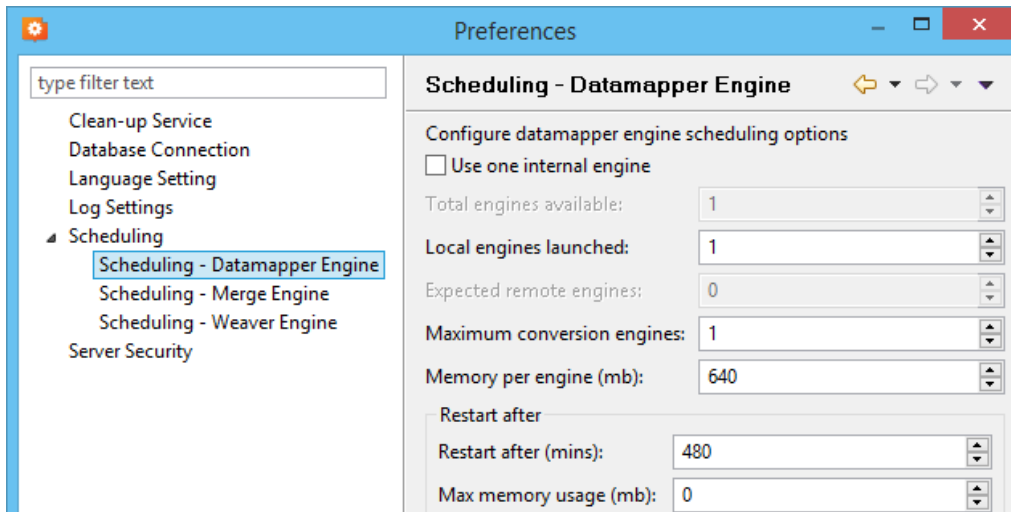 Preferences
type filter text
Clean-up Service
Database Connection
Language Setting
Log Settings
Scheduling
Scheduling - Datamapper Engine
Scheduling - Merge Engine
Scheduling - Weaver Engine
Server Security
Scheduling - Datamapper Engine
Configure datamapper engine scheduling options
Use one internal engine
Total engines available: 1
Local engines launched: 1
Expected remote engines: 0
Maximum conversion engines: 1
Memory per engine (mb): 640
Restart after
Restart after (mins): 480
Max memory usage (mb): 0